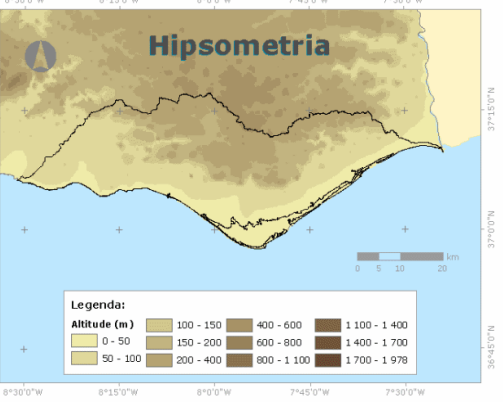 8°30'0"W 8°15'0"W 8°0'0"W 7°45'0"W 7°30'0"W
Hipsometria
37°15'0"N
37°0'0"N
36°45'0"N
km
0 5 10 20
Legenda:
Altitude (m)
0 - 50
50 - 100
100 - 150
150 - 200
200 - 400
400 - 600
600 - 800
800 - 1 100
1 100 - 1 400
1 400 - 1 700
1 700 - 1 978
8°30'0"W 8°15'0"W 8°0'0"W 7°45'0"W 7°30'0"W